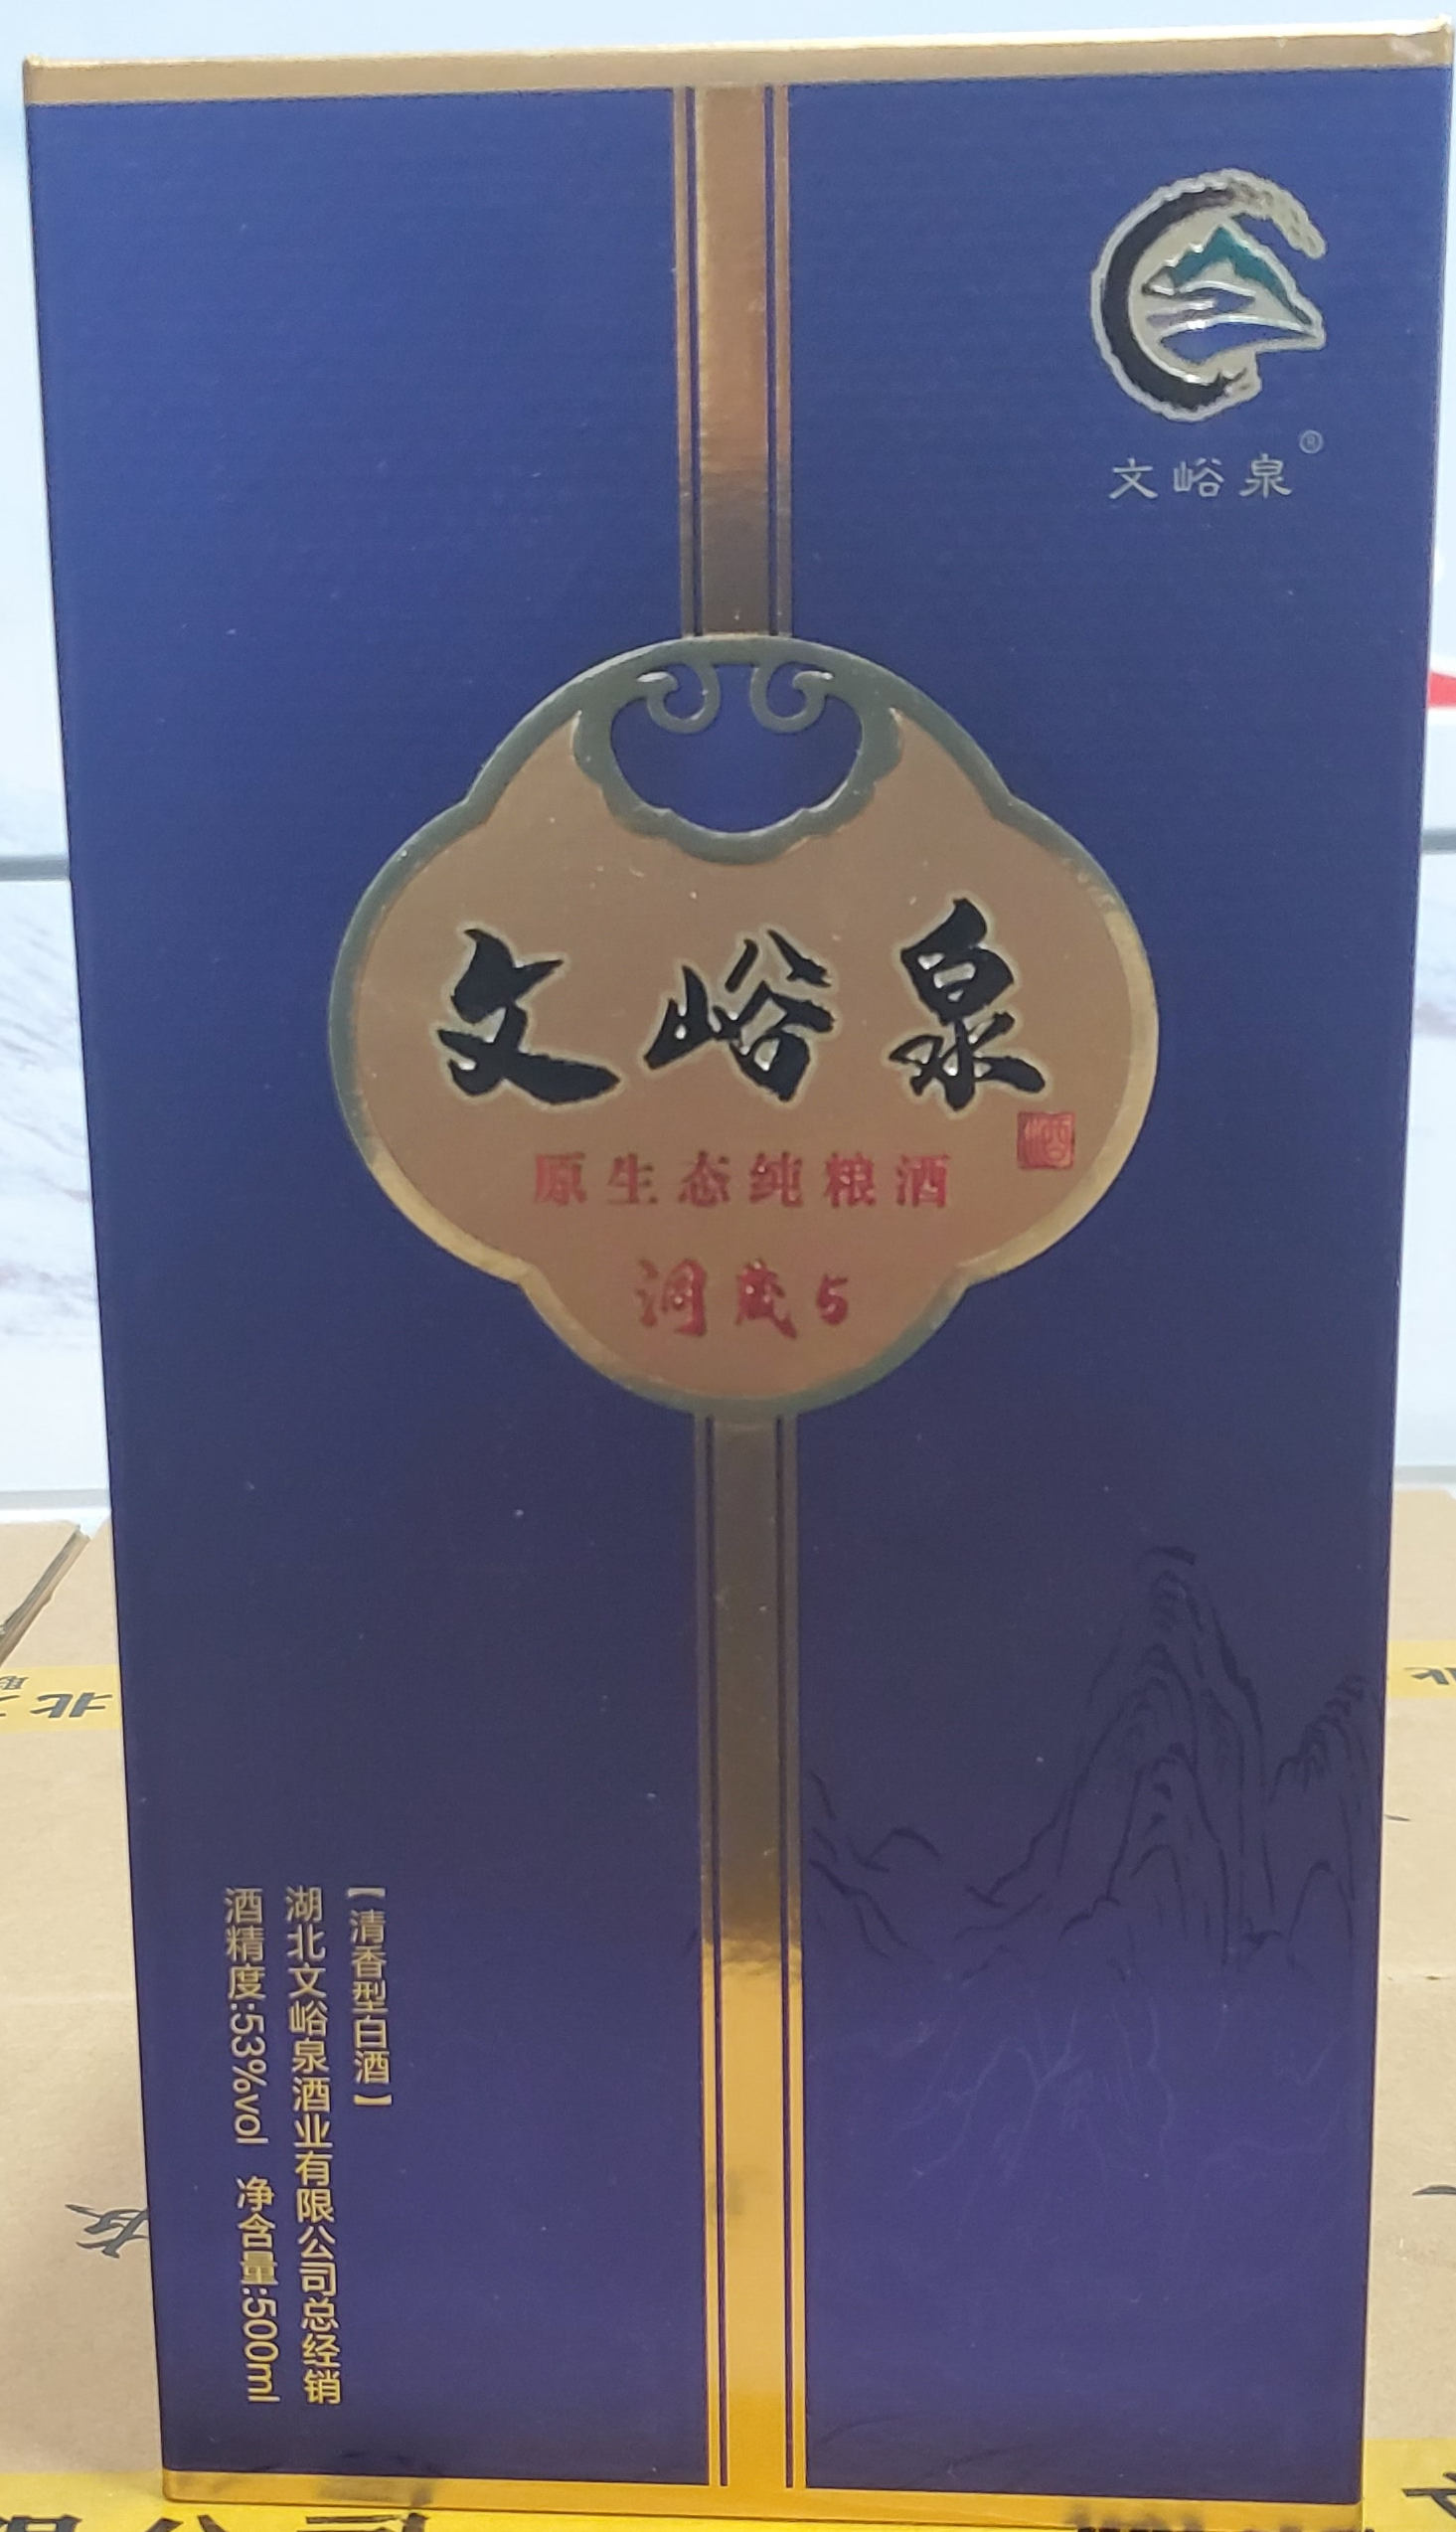 文峪泉®
文峪泉
原生态纯粮酒
洞藏5
【清香型白酒】
湖北文峪泉酒业有限公司总经销
酒精度:53%vol 净含量:500ml